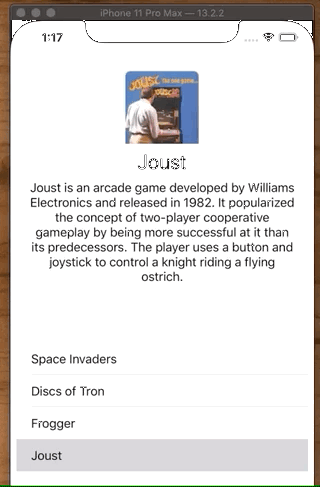 iPhone 11 Pro Max — 13.2.2
1:17
JOUST The new game...
JOUST
Joust
Joust is an arcade game developed by Williams
Electronics and released in 1982. It popularized
the concept of two-player cooperative
gameplay by being more successful at it than
its predecessors. The player uses a button and
joystick to control a knight riding a flying
ostrich.
Space Invaders
Discs of Tron
Frogger
Joust